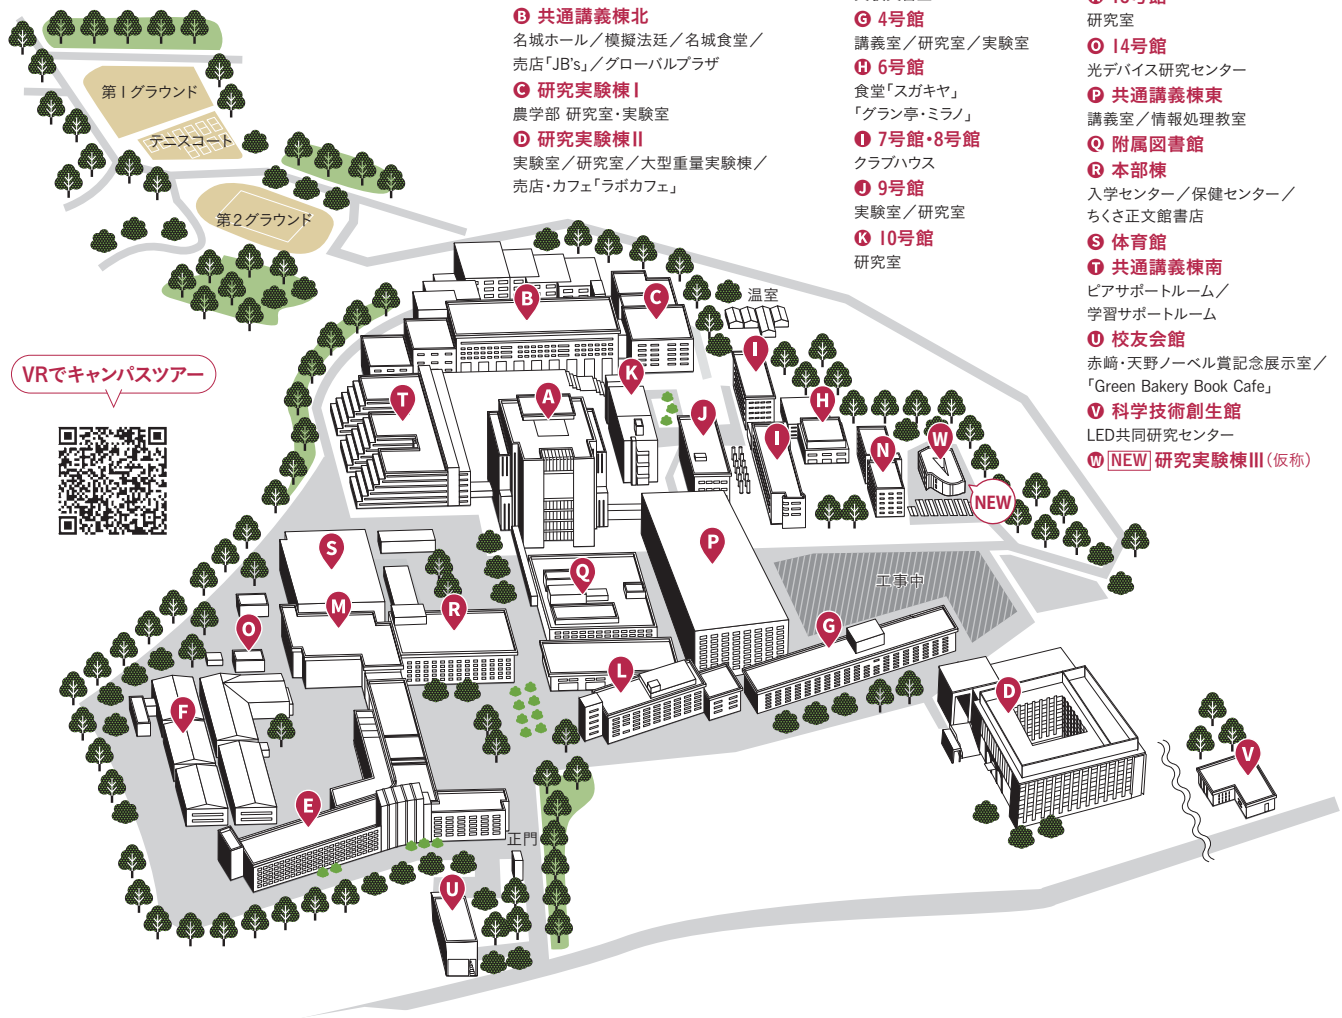 B 共通講義棟北
名城ホール／模擬法廷／名城食堂／
売店「JB's」／グローバルプラザ
C 研究実験棟I
農学部 研究室・実験室
D 研究実験棟II
実験室／研究室／大型重量実験棟／
売店・カフェ「ラボカフェ」
G 4号館
講義室／研究室／実験室
H 6号館
食堂「スガキヤ」
「グラン亭・ミラノ」
I 7号館・8号館
クラブハウス
J 9号館
実験室／研究室
K 10号館
研究室
研究室
O 14号館
光デバイス研究センター
P 共通講義棟東
講義室／情報処理教室
Q 附属図書館
R 本部棟
入学センター／保健センター／
ちくさ正文館書店
S 体育館
T 共通講義棟南
ピアサポートルーム／
学習サポートルーム
U 校友会館
赤﨑・天野ノーベル賞記念展示室／
「Green Bakery Book Cafe」
V 科学技術創生館
LED共同研究センター
W NEW 研究実験棟III(仮称)
第1グラウンド
テニスコート
第2グラウンド
温室
VRでキャンパスツアー
B
C
I
K
A
T
J
H
I
N
W
NEW
S
P
Q
工事中
M
R
O
G
L
D
F
V
E
正門
U